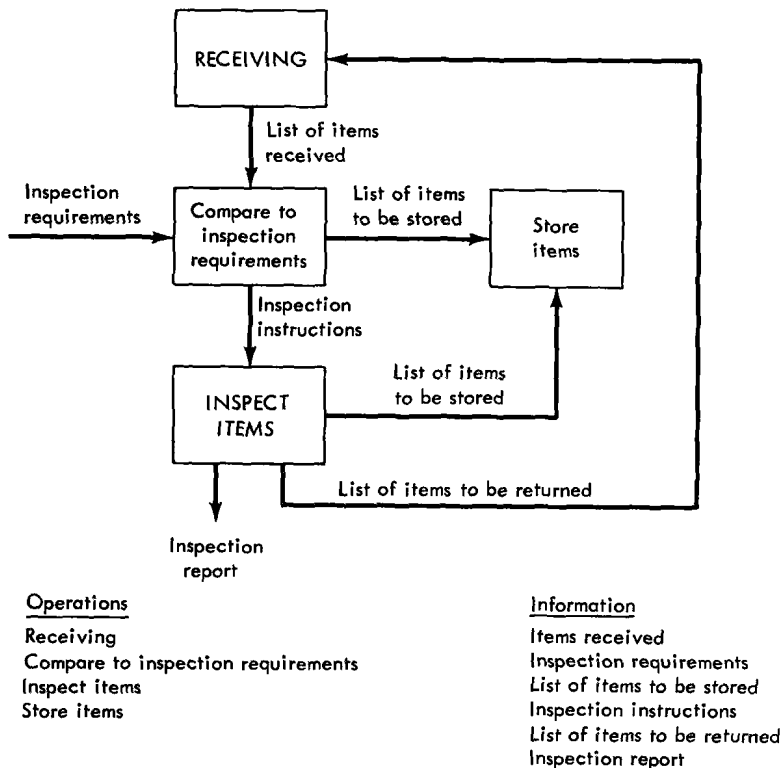 RECEIVING
List of items
received
Inspection
requirements
Compare to
inspection
requirements
List of items
to be stored
Store
items
Inspection
instructions
INSPECT
ITEMS
List of items
to be stored
List of items to be returned
Inspection
report
Operations
Receiving
Compare to inspection requirements
Inspect items
Store items
Information
Items received
Inspection requirements
List of items to be stored
Inspection instructions
List of items to be returned
Inspection report